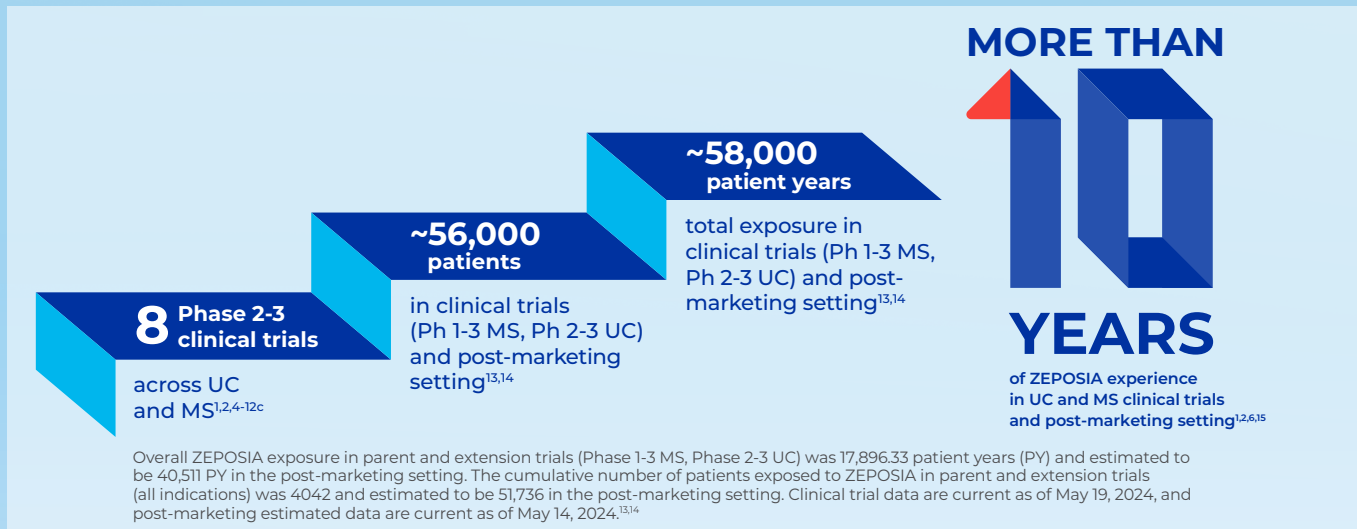 MORE THAN
10
YEARS
of ZEPOSIA experience
in UC and MS clinical trials
and post-marketing setting1,2,6,15
~58,000
patient years
total exposure in
clinical trials (Ph 1-3 MS,
Ph 2-3 UC) and post-
marketing setting13,14
~56,000
patients
in clinical trials
(Ph 1-3 MS, Ph 2-3 UC)
and post-marketing
setting13,14
8 Phase 2-3
clinical trials
across UC
and MS1,2,4-12c
Overall ZEPOSIA exposure in parent and extension trials (Phase 1-3 MS, Phase 2-3 UC) was 17,896.33 patient years (PY) and estimated to
be 40,511 PY in the post-marketing setting. The cumulative number of patients exposed to ZEPOSIA in parent and extension trials
(all indications) was 4042 and estimated to be 51,736 in the post-marketing setting. Clinical trial data are current as of May 19, 2024, and
post-marketing estimated data are current as of May 14, 2024.13,14